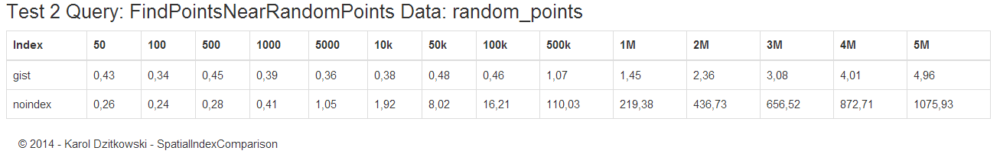 Test 2 Query: FindPointsNearRandomPoints Data: random_points
Index 50 100 500 1000 5000 10k 50k 100k 500k 1M 2M 3M 4M 5M
gist 0,43 0,34 0,45 0,39 0,36 0,38 0,48 0,46 1,07 1,45 2,36 3,08 4,01 4,96
noindex 0,26 0,24 0,28 0,41 1,05 1,92 8,02 16,21 110,03 219,38 436,73 656,52 872,71 1075,93
© 2014 - Karol Dzitkowski - SpatialIndexComparison